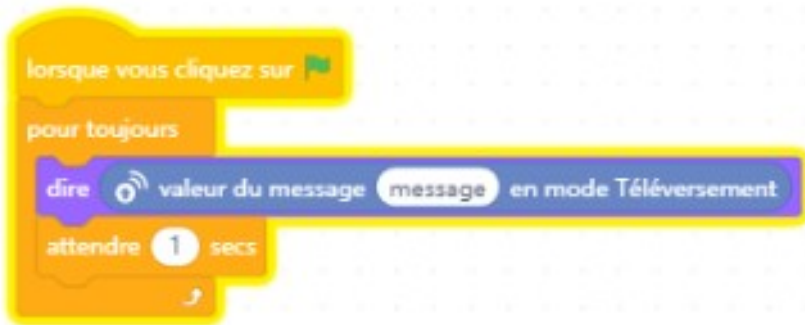 lorsque vous cliquez sur
pour toujours
dire valeur du message message en mode Téléversement
attendre 1 secs